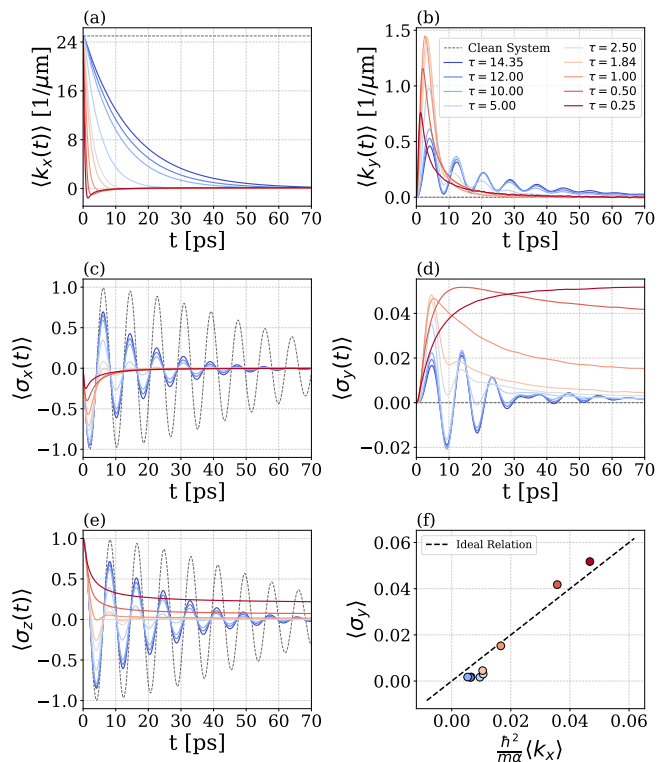 (a)
⟨kx(t)⟩ [1/μm]
24
16
8
0
0 10 20 30 40 50 60 70
t [ps]
(b)
⟨ky(t)⟩ [1/μm]
1.5
1.0
0.5
0.0
Clean System
τ = 14.35
τ = 12.00
τ = 10.00
τ = 5.00
τ = 2.50
τ = 1.84
τ = 1.00
τ = 0.50
τ = 0.25
0 10 20 30 40 50 60 70
t [ps]
(c)
⟨σx(t)⟩
1.0
0.5
0.0
−0.5
−1.0
0 10 20 30 40 50 60 70
t [ps]
(d)
⟨σy(t)⟩
0.04
0.02
0.00
−0.02
0 10 20 30 40 50 60 70
t [ps]
(e)
⟨σz(t)⟩
1.0
0.5
0.0
−0.5
−1.0
0 10 20 30 40 50 60 70
t [ps]
(f)
⟨σy⟩
0.06
0.04
0.02
0.00
Ideal Relation
0.00 0.02 0.04 0.06
ħ²/mα ⟨kx⟩